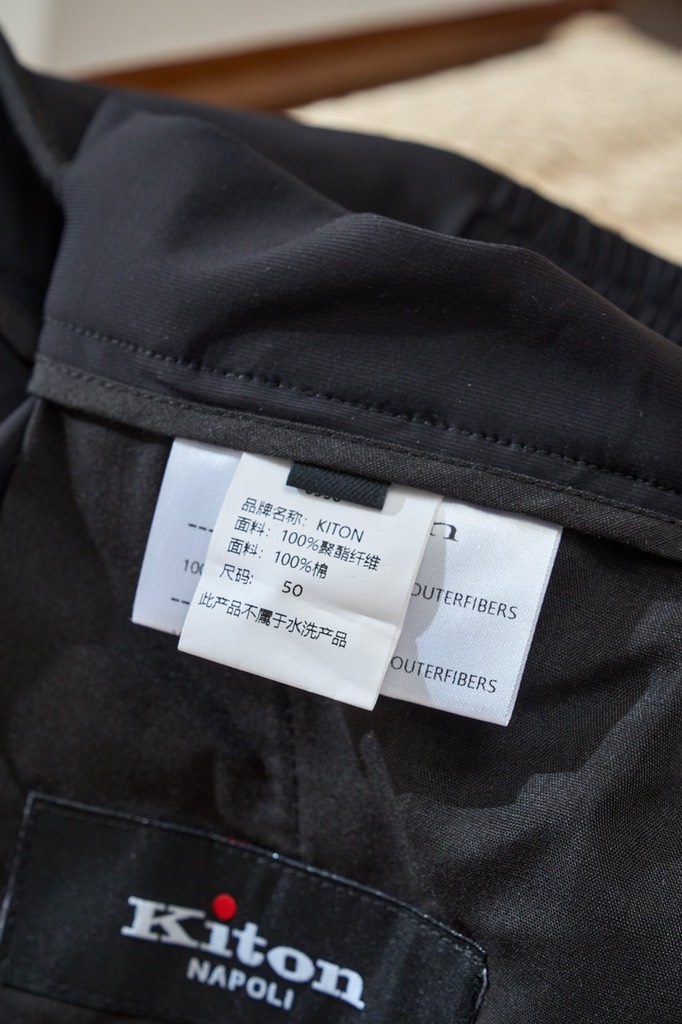 品牌名称：KITON
面料：100%聚酯纤维
面料：100%棉
尺码： 50
此产品不属于水洗产品
OUTERFIBERS
OUTERFIBERS
Kiton
NAPOLI